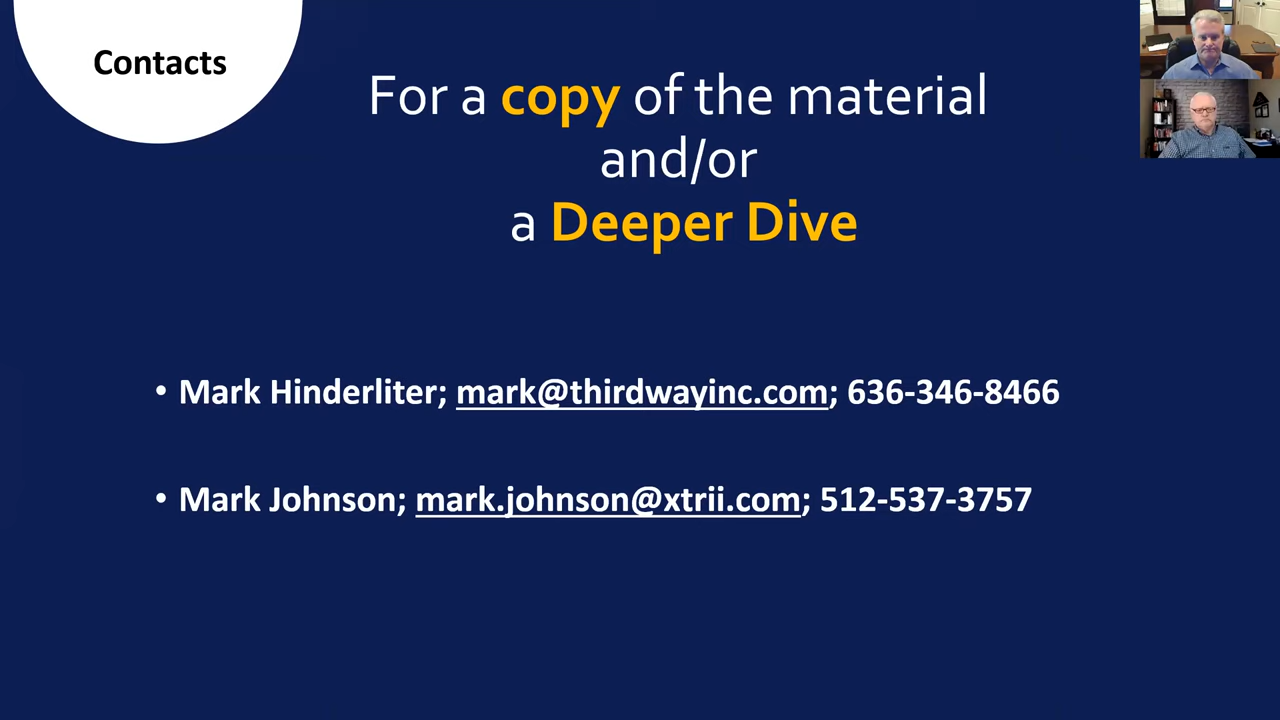 Contacts
For a copy of the material
and/or
a Deeper Dive
• Mark Hinderliter; mark@thirdwayinc.com; 636-346-8466
• Mark Johnson; mark.johnson@xtrii.com; 512-537-3757